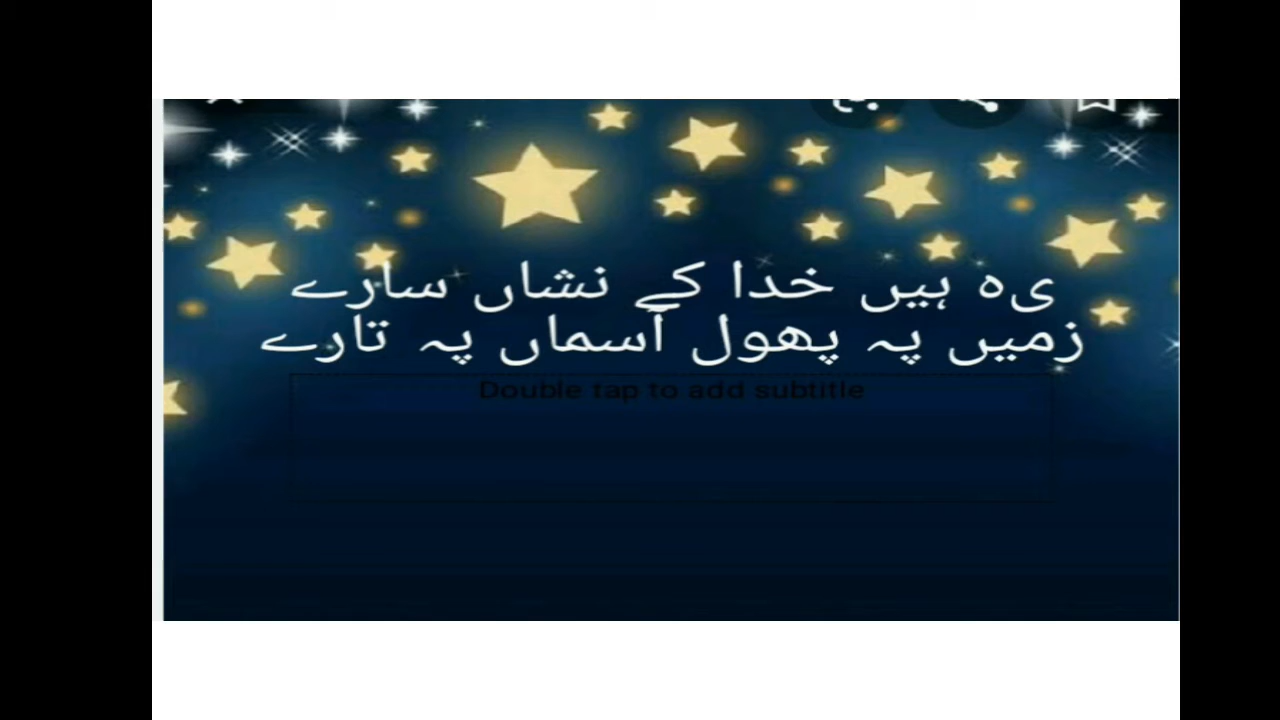 ی‌ہ ہیں خدا کے نشاں سارے
زمیں پہ پھول آسماں پہ تارے
Double tap to add subtitle